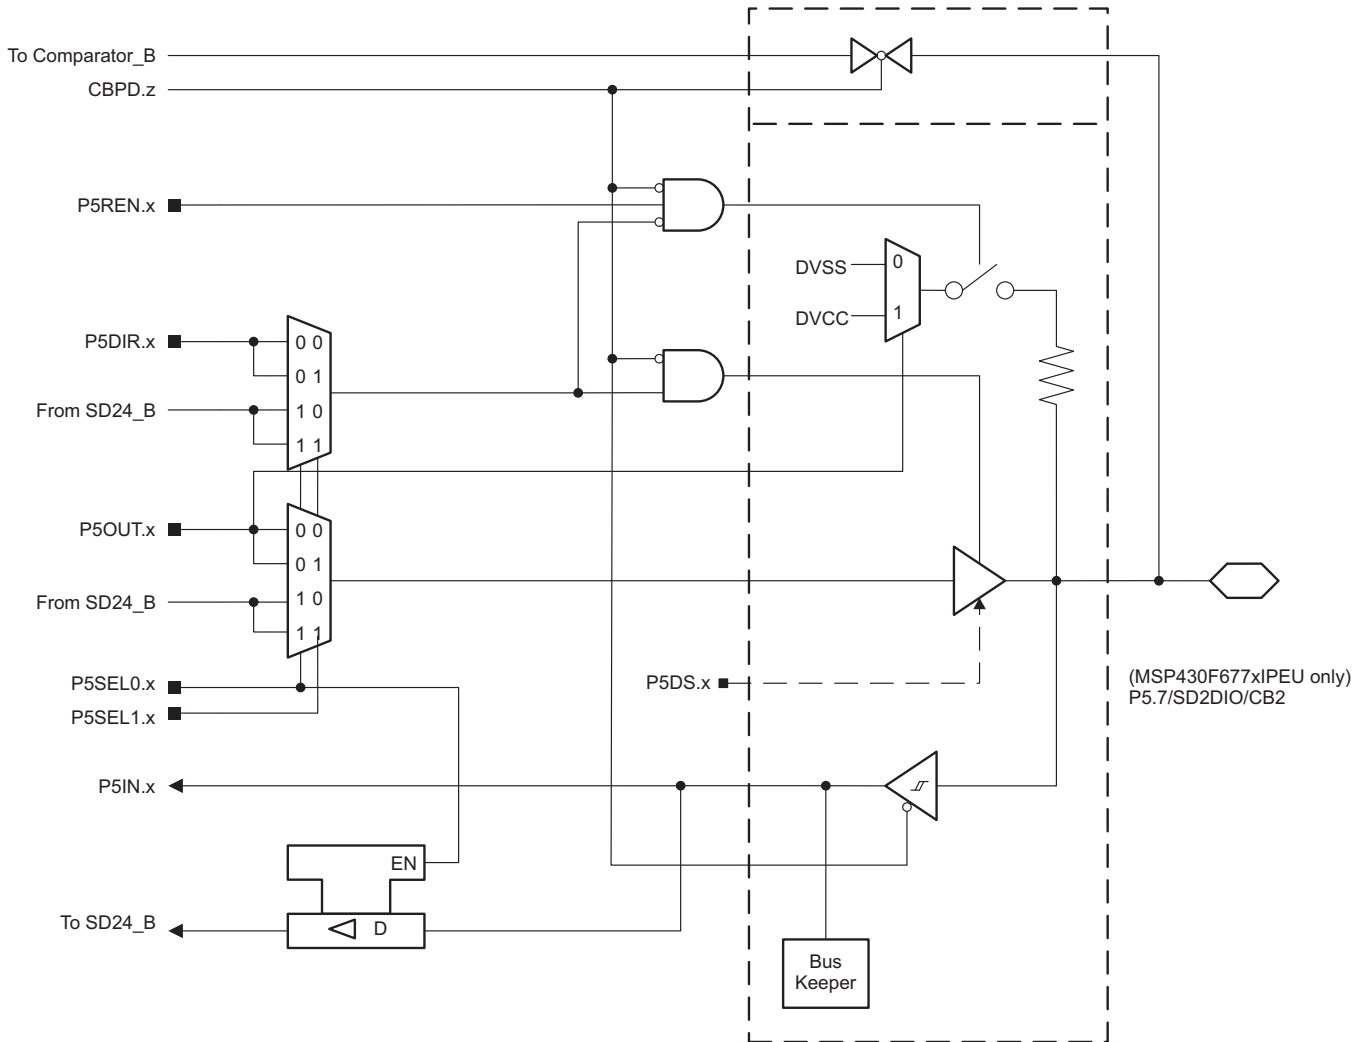 To Comparator_B
CBPD.z
P5REN.x
DVSS
0
DVCC
1
P5DIR.x
0 0
0 1
From SD24_B
1 0
1 1
P5OUT.x
0 0
0 1
From SD24_B
1 0
1 1
P5SEL0.x
P5SEL1.x
P5DS.x
(MSP430F677xIPEU only)
P5.7/SD2DIO/CB2
P5IN.x
EN
To SD24_B
D
Bus
Keeper